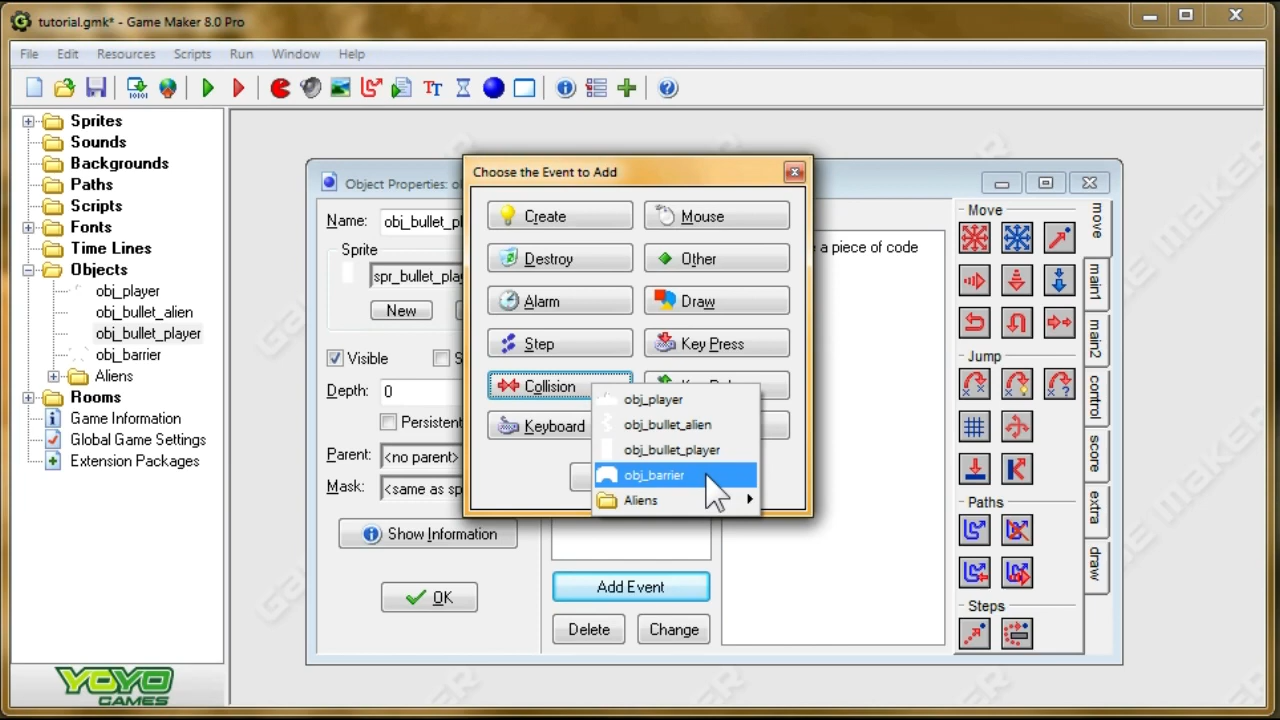 tutorial.gmk* - Game Maker 8.0 Pro
File Edit Resources Scripts Run Window Help
Sprites
Sounds
Backgrounds
Paths
Scripts
Fonts
Time Lines
Objects
obj_player
obj_bullet_alien
obj_bullet_player
obj_barrier
Aliens
Rooms
Game Information
Global Game Settings
Extension Packages
YOYO
GAMES
Object Properties:
Name:
Sprite
New
Visible
Depth: 0
Persistent
Parent: <no parent>
Mask: <same as sp
Show Information
OK
Choose the Event to Add
Create
Mouse
Destroy
Other
Alarm
Draw
Step
Key Press
Collision
Keyboard
obj_player
obj_bullet_alien
obj_bullet_player
obj_barrier
Aliens
Add Event
Delete
Change
a piece of code
Move
Jump
Paths
Steps
move
main1
main2
control
score
extra
draw